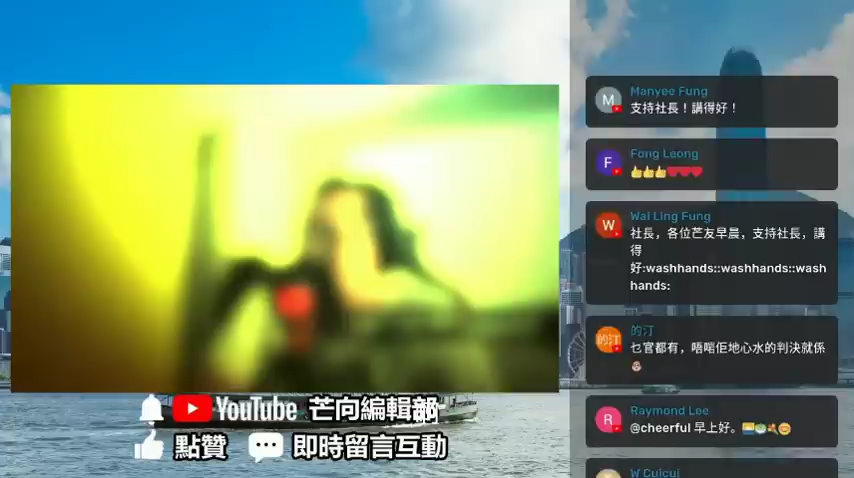 YouTube 芒向編輯部
點贊 即時留言互動
Manyee Fung
支持社長！講得好！
Fong Leong
Wai Ling Fung
社長，各位芒友早晨，支持社長，講
得
好:washhands::washhands::wash
hands:
的汀
乜官都有，唔啱佢地心水的判決就係
Raymond Lee
@cheerful 早上好。
W Cuicui